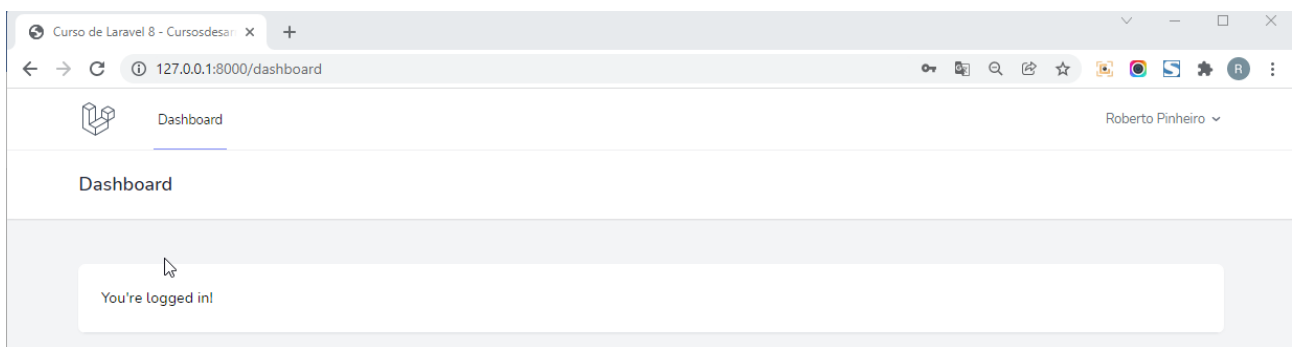 Curso de Laravel 8 - Cursosdesar
127.0.0.1:8000/dashboard
R
Dashboard
Roberto Pinheiro
Dashboard
You're logged in!